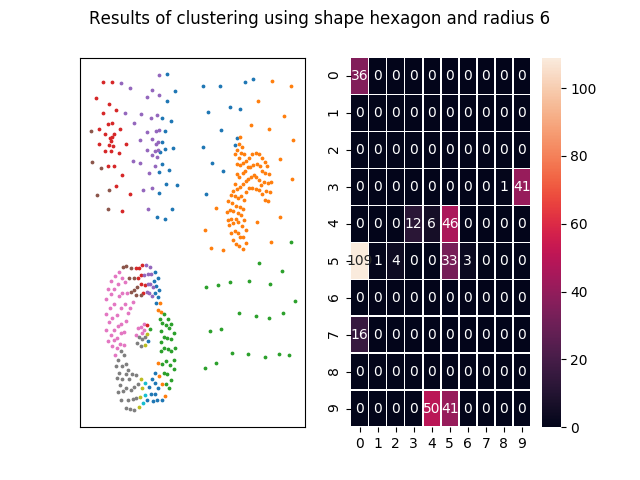 Results of clustering using shape hexagon and radius 6
0 36 0 0 0 0 0 0 0 0 0
1 0 0 0 0 0 0 0 0 0 0
2 0 0 0 0 0 0 0 0 0 0
3 0 0 0 0 0 0 0 0 1 41
4 0 0 0 12 6 46 0 0 0 0
5 109 1 4 0 0 33 3 0 0 0
6 0 0 0 0 0 0 0 0 0 0
7 16 0 0 0 0 0 0 0 0 0
8 0 0 0 0 0 0 0 0 0 0
9 0 0 0 0 50 41 0 0 0 0
0 1 2 3 4 5 6 7 8 9
100
80
60
40
20
0